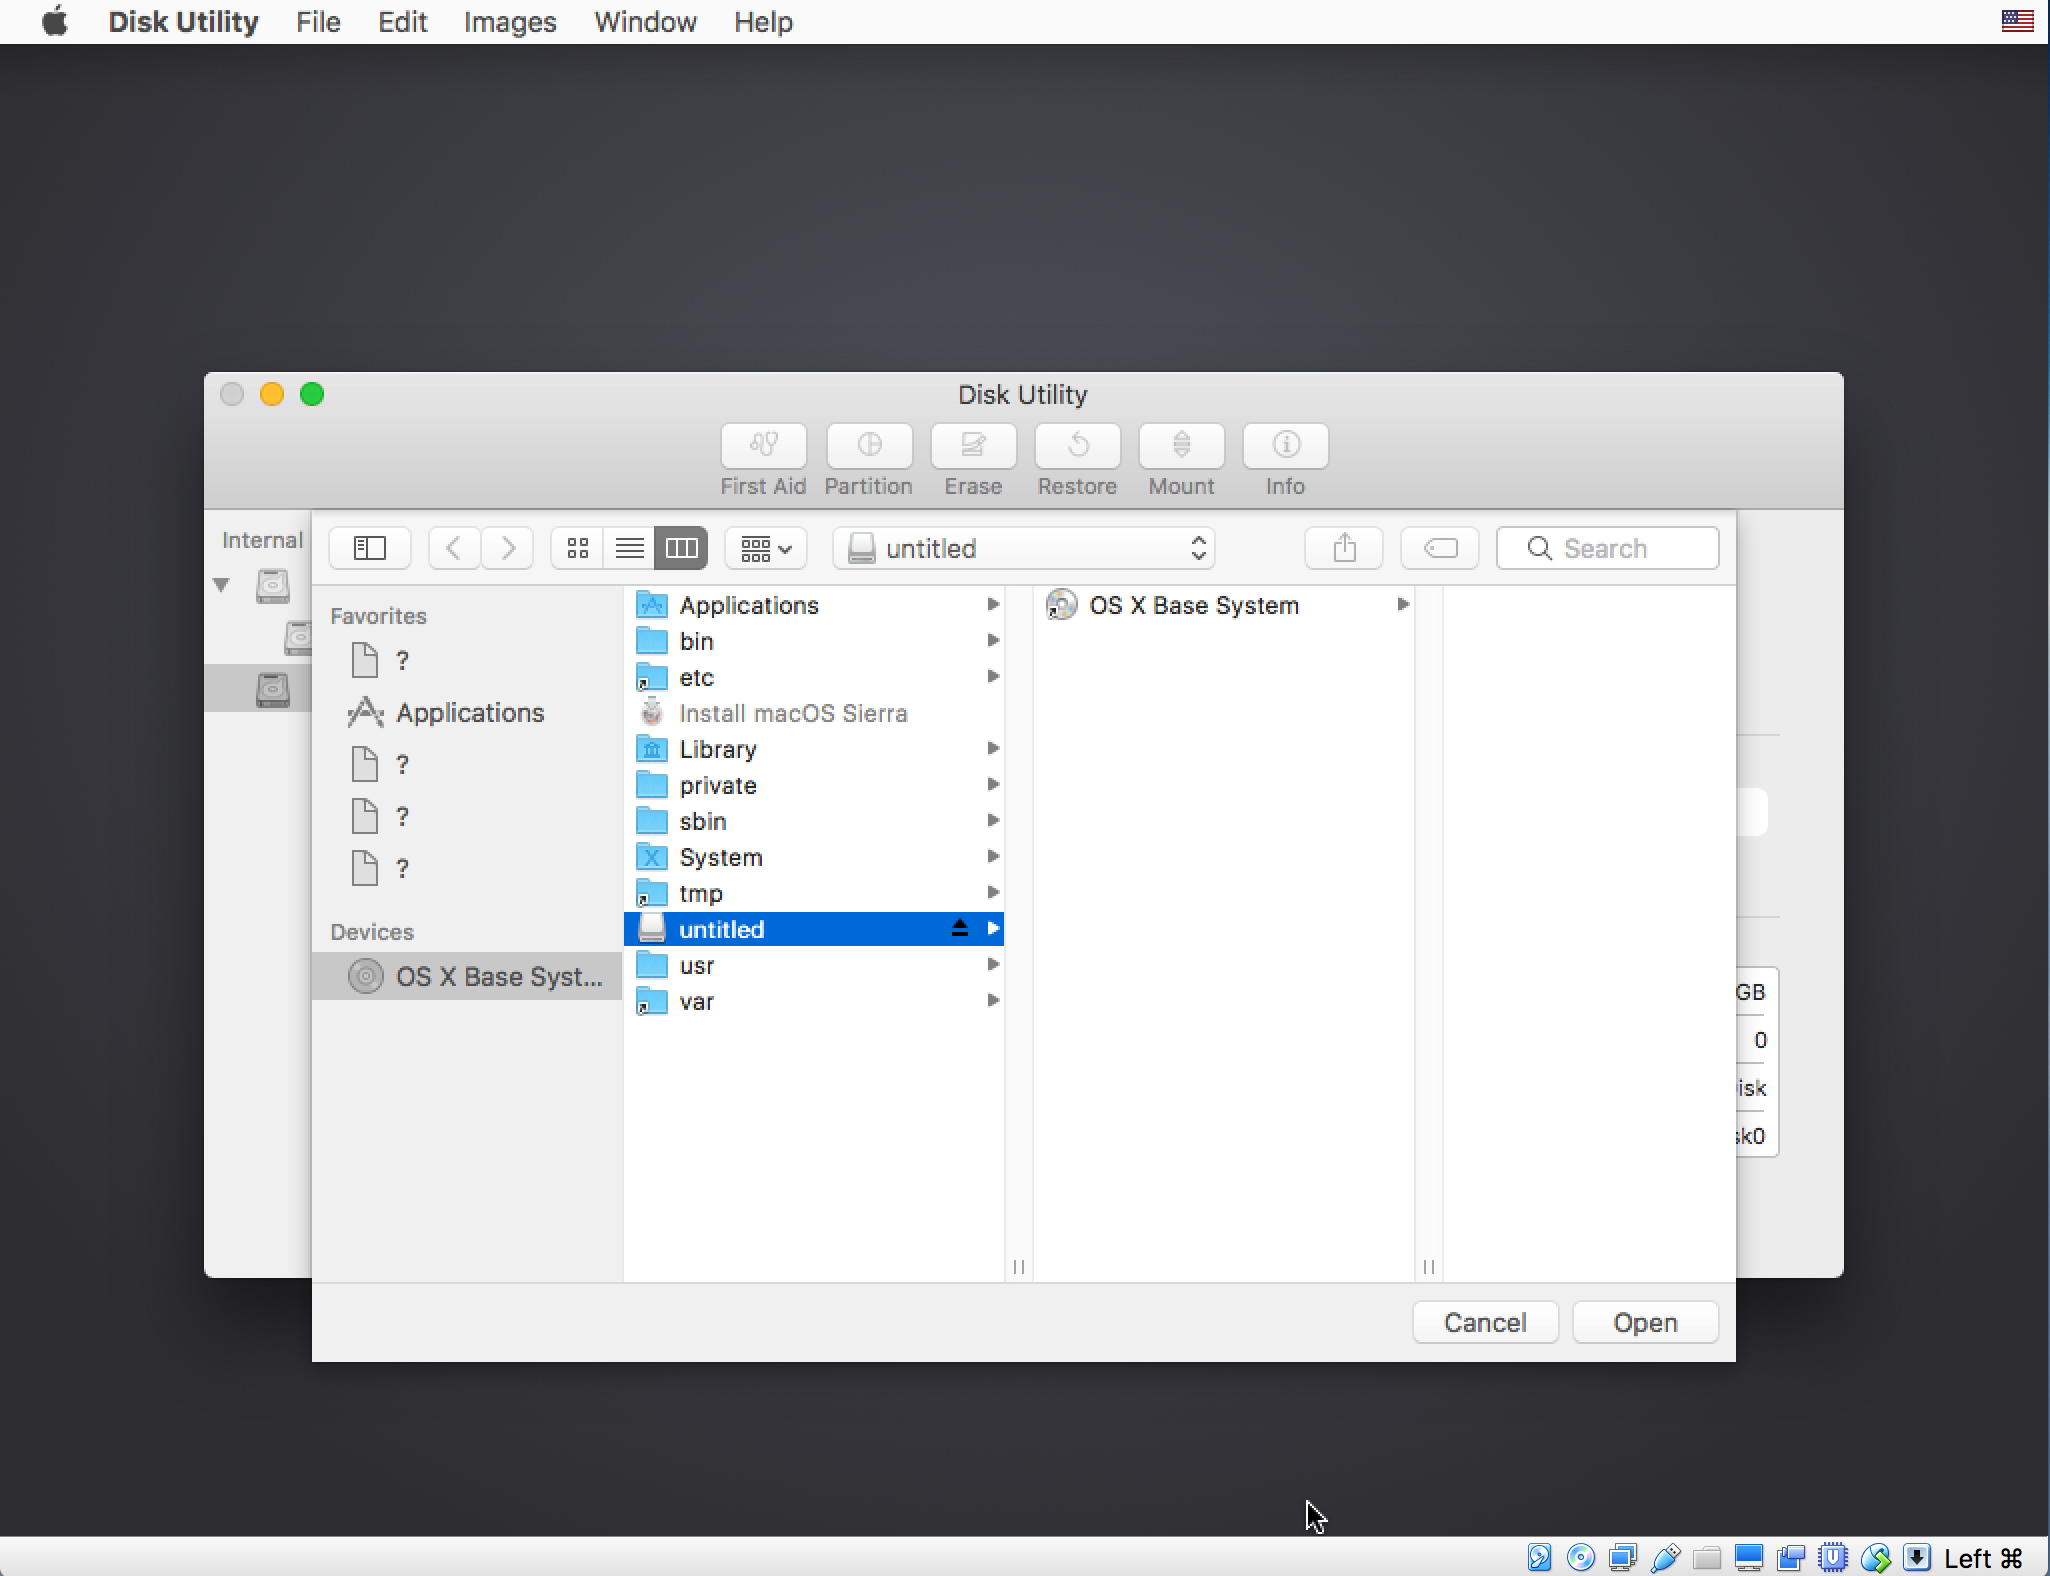 Disk Utility File Edit Images Window Help
Disk Utility
First Aid Partition Erase Restore Mount Info
Internal
untitled
Search
Favorites
?
Applications
?
?
?
Devices
OS X Base Syst...
Applications
bin
etc
Install macOS Sierra
Library
private
sbin
System
tmp
untitled
usr
var
OS X Base System
GB
0
isk
sk0
Cancel Open
Left ⌘